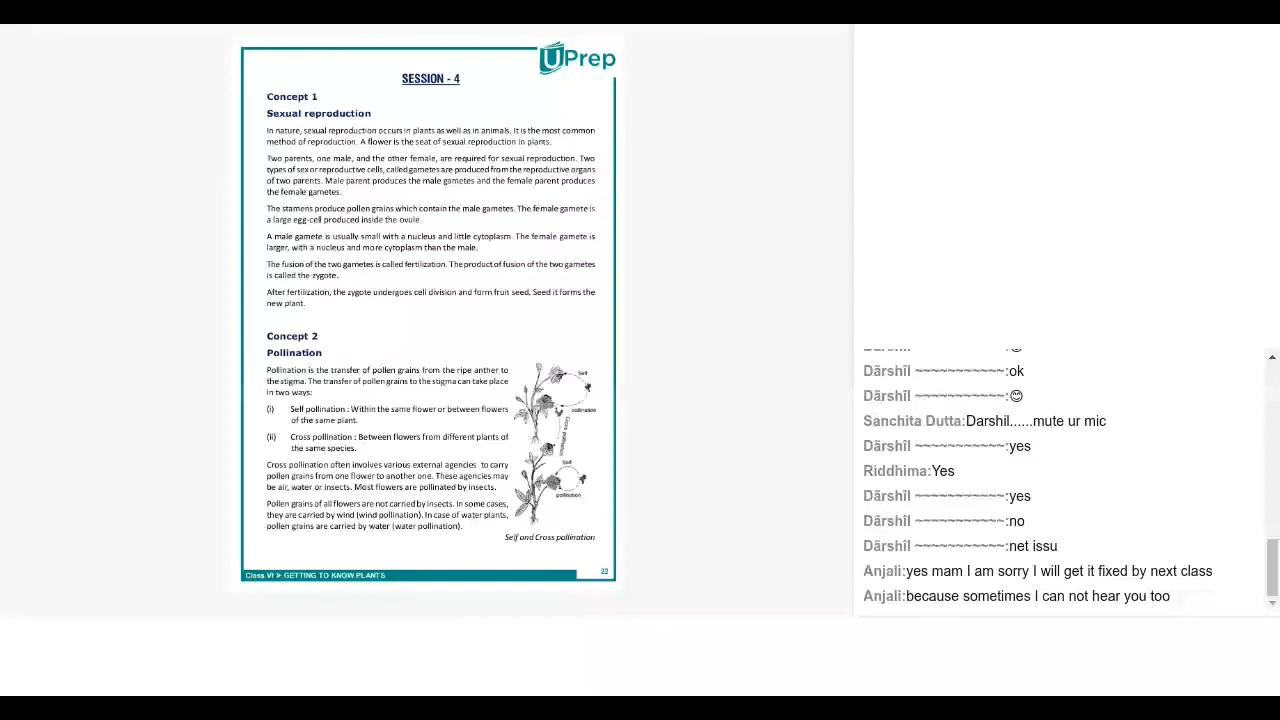 UPrep
SESSION - 4
Concept 1
Sexual reproduction
In nature, sexual reproduction occurs in plants as well as in animals. It is the most common
method of reproduction. A flower is the seat of sexual reproduction in plants.
Two parents, one male, and the other female, are required for sexual reproduction. Two
types of sex or reproductive cells, called gametes are produced from the reproductive organs
of two parents. Male parent produces the male gametes and the female parent produces
the female gametes.
The stamens produce pollen grains which contain the male gametes. The female gamete is
a large egg-cell produced inside the ovule.
A male gamete is usually small with a nucleus and little cytoplasm. The female gamete is
larger, with a nucleus and more cytoplasm than the male.
The fusion of the two gametes is called fertilization. The product of fusion of the two gametes
is called the zygote.
After fertilization, the zygote undergoes cell division and form fruit seed. Seed it forms the
new plant.
Concept 2
Pollination
Pollination is the transfer of pollen grains from the ripe anther to
the stigma. The transfer of pollen grains to the stigma can take place
in two ways:
(i) Self pollination : Within the same flower or between flowers
of the same plant.
(ii) Cross pollination : Between flowers from different plants of
the same species.
Cross pollination often involves various external agencies to carry
pollen grains from one flower to another one. These agencies may
be air, water or insects. Most flowers are pollinated by insects.
Pollen grains of all flowers are not carried by insects. In some cases,
they are carried by wind (wind pollination). In case of water plants,
pollen grains are carried by water (water pollination).
Self
pollination
Cross pollination
Self
pollination
Self and Cross pollination
Class VI ➤ GETTING TO KNOW PLANTS
22
Dãrshîl ~~~~~~~~~~~:ok
Dãrshîl ~~~~~~~~~~~:😊
Sanchita Dutta:Darshil......mute ur mic
Dãrshîl ~~~~~~~~~~~:yes
Riddhima:Yes
Dãrshîl ~~~~~~~~~~~:yes
Dãrshîl ~~~~~~~~~~~:no
Dãrshîl ~~~~~~~~~~~:net issu
Anjali:yes mam I am sorry I will get it fixed by next class
Anjali:because sometimes I can not hear you too